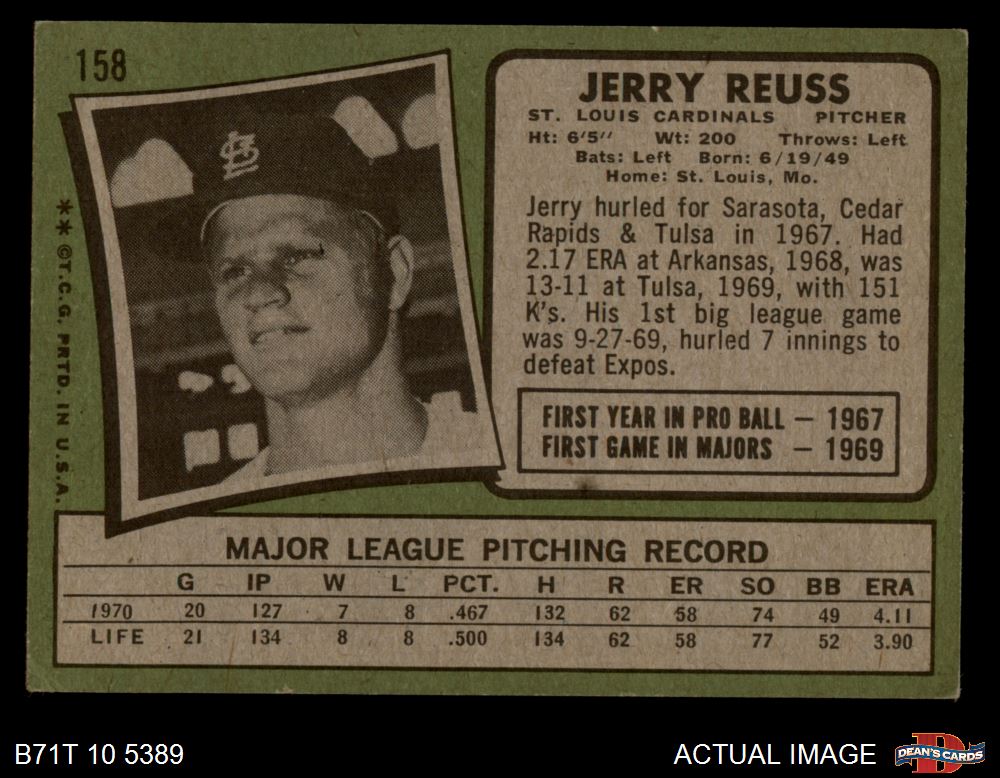 158
JERRY REUSS
ST. LOUIS CARDINALS PITCHER
Ht: 6'5" Wt: 200 Throws: Left
Bats: Left Born: 6/19/49
Home: St. Louis, Mo.
Jerry hurled for Sarasota, Cedar
Rapids & Tulsa in 1967. Had
2.17 ERA at Arkansas, 1968, was
13-11 at Tulsa, 1969, with 151
K's. His 1st big league game
was 9-27-69, hurled 7 innings to
defeat Expos.
FIRST YEAR IN PRO BALL — 1967
FIRST GAME IN MAJORS — 1969
StL
**©T.C.G. PRTD. IN U.S.A.
MAJOR LEAGUE PITCHING RECORD
G IP W L PCT. H R ER SO BB ERA
1970 20 127 7 8 .467 132 62 58 74 49 4.11
LIFE 21 134 8 8 .500 134 62 58 77 52 3.90
B71T 10 5389
ACTUAL IMAGE
D
DEAN'S CARDS